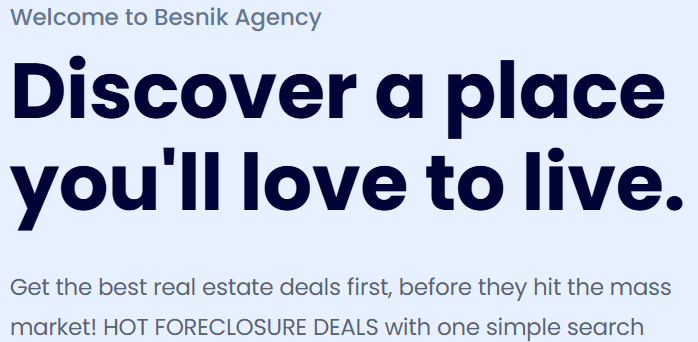 Welcome to Besnik Agency
Discover a place
you'll love to live.
Get the best real estate deals first, before they hit the mass
market! HOT FORECLOSURE DEALS with one simple search